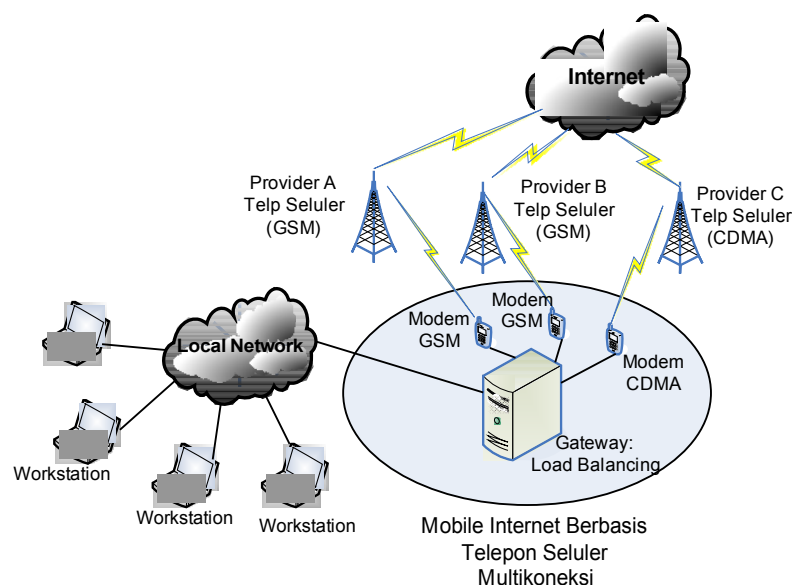 Internet
Provider A
Telp Seluler
(GSM)
Provider B
Telp Seluler
(GSM)
Provider C
Telp Seluler
(CDMA)
Modem
GSM
Modem
GSM
Modem
CDMA
Local Network
Gateway:
Load Balancing
Workstation
Workstation
Workstation
Mobile Internet Berbasis
Telepon Seluler
Multikoneksi